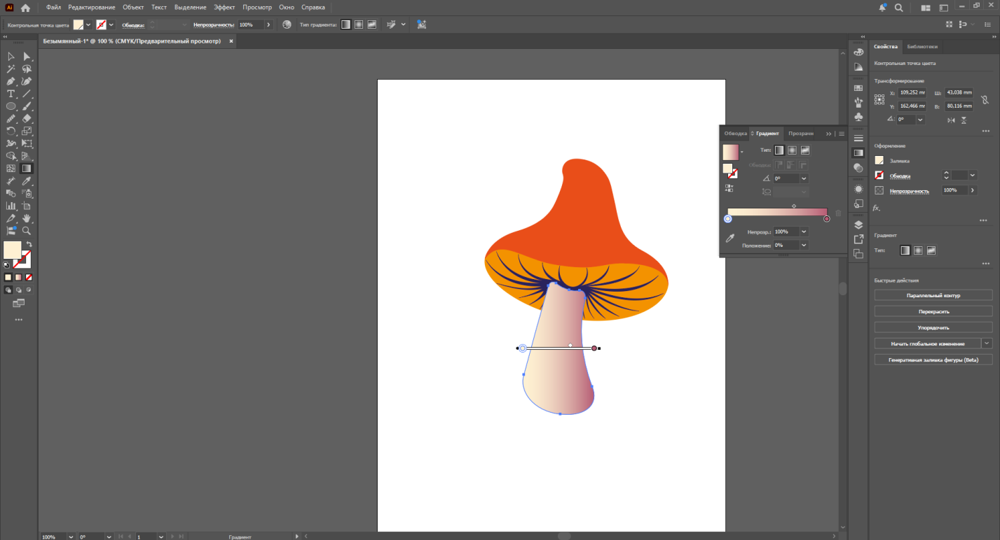 Ai Файл Редактирование Объект Текст Выделение Эффект Просмотр Окно Справка
Контрольная точка цвета Обводка: Непрозрачность: 100% Тип градиента:
Безымянный-1* @ 100 % (CMYK/Предварительный просмотр) ×
Свойства Библиотеки
Контрольная точка цвета
Трансформирование
X: 109,252 mr Ш: 43,038 mm
Y: 162,466 mr В: 80,116 mm
0°
Обводка Градиент Прозрачн
Тип:
Обводка:
0°
Непрозр.: 100%
Положение: 0%
Оформление
Заливка
Обводка
Непрозрачность 100%
fx.
Градиент
Тип:
Быстрые действия
Параллельный контур
Перекрасить
Упорядочить
Начать глобальное изменение
Генеративная заливка фигуры (Beta)
100% 0° 1 Градиент